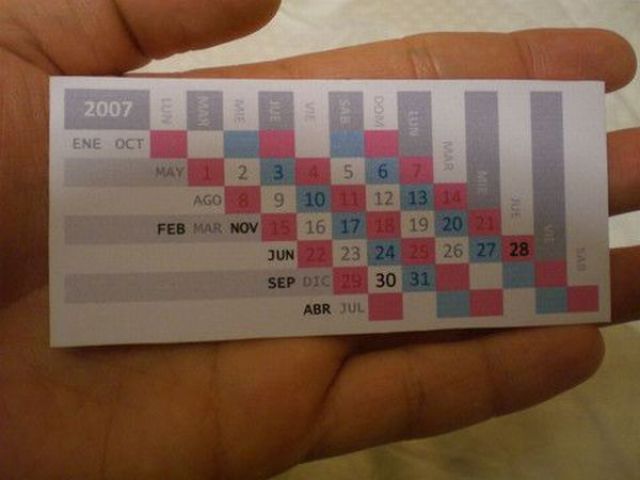 2007 LUN MAR MIE JUE VIE SAB DOM LUN MAR MIE JUE VIE SAB
ENE OCT
MAY 1 2 3 4 5 6 7
AGO 8 9 10 11 12 13 14
FEB MAR NOV 15 16 17 18 19 20 21
JUN 22 23 24 25 26 27 28
SEP DIC 29 30 31
ABR JUL